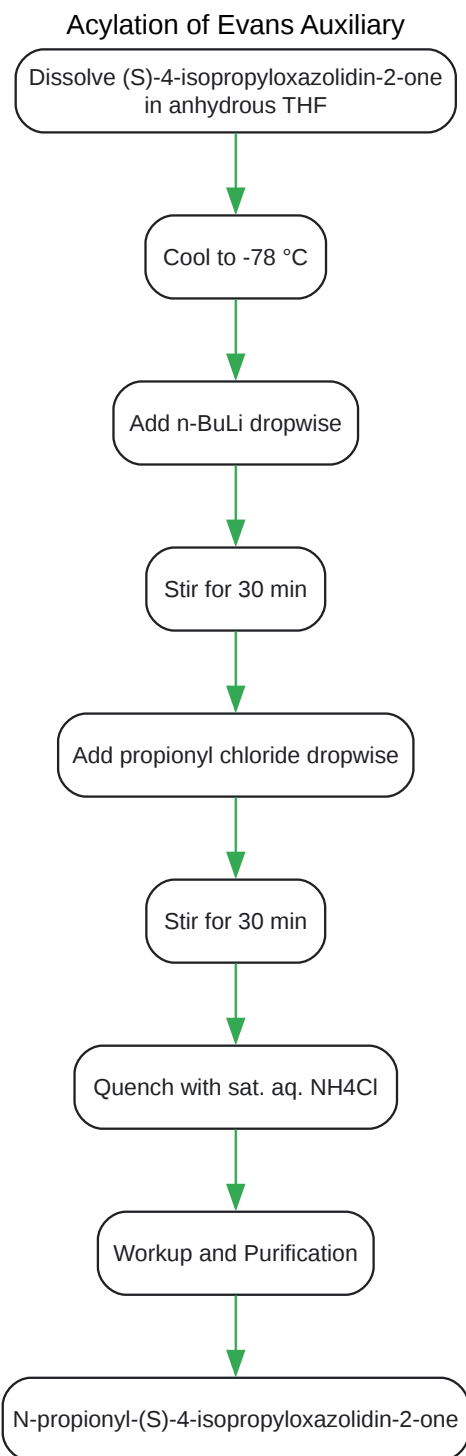 Acylation of Evans Auxiliary
Dissolve (S)-4-isopropyloxazolidin-2-one
in anhydrous THF
Cool to -78 °C
Add n-BuLi dropwise
Stir for 30 min
Add propionyl chloride dropwise
Stir for 30 min
Quench with sat. aq. NH4Cl
Workup and Purification
N-propionyl-(S)-4-isopropyloxazolidin-2-one